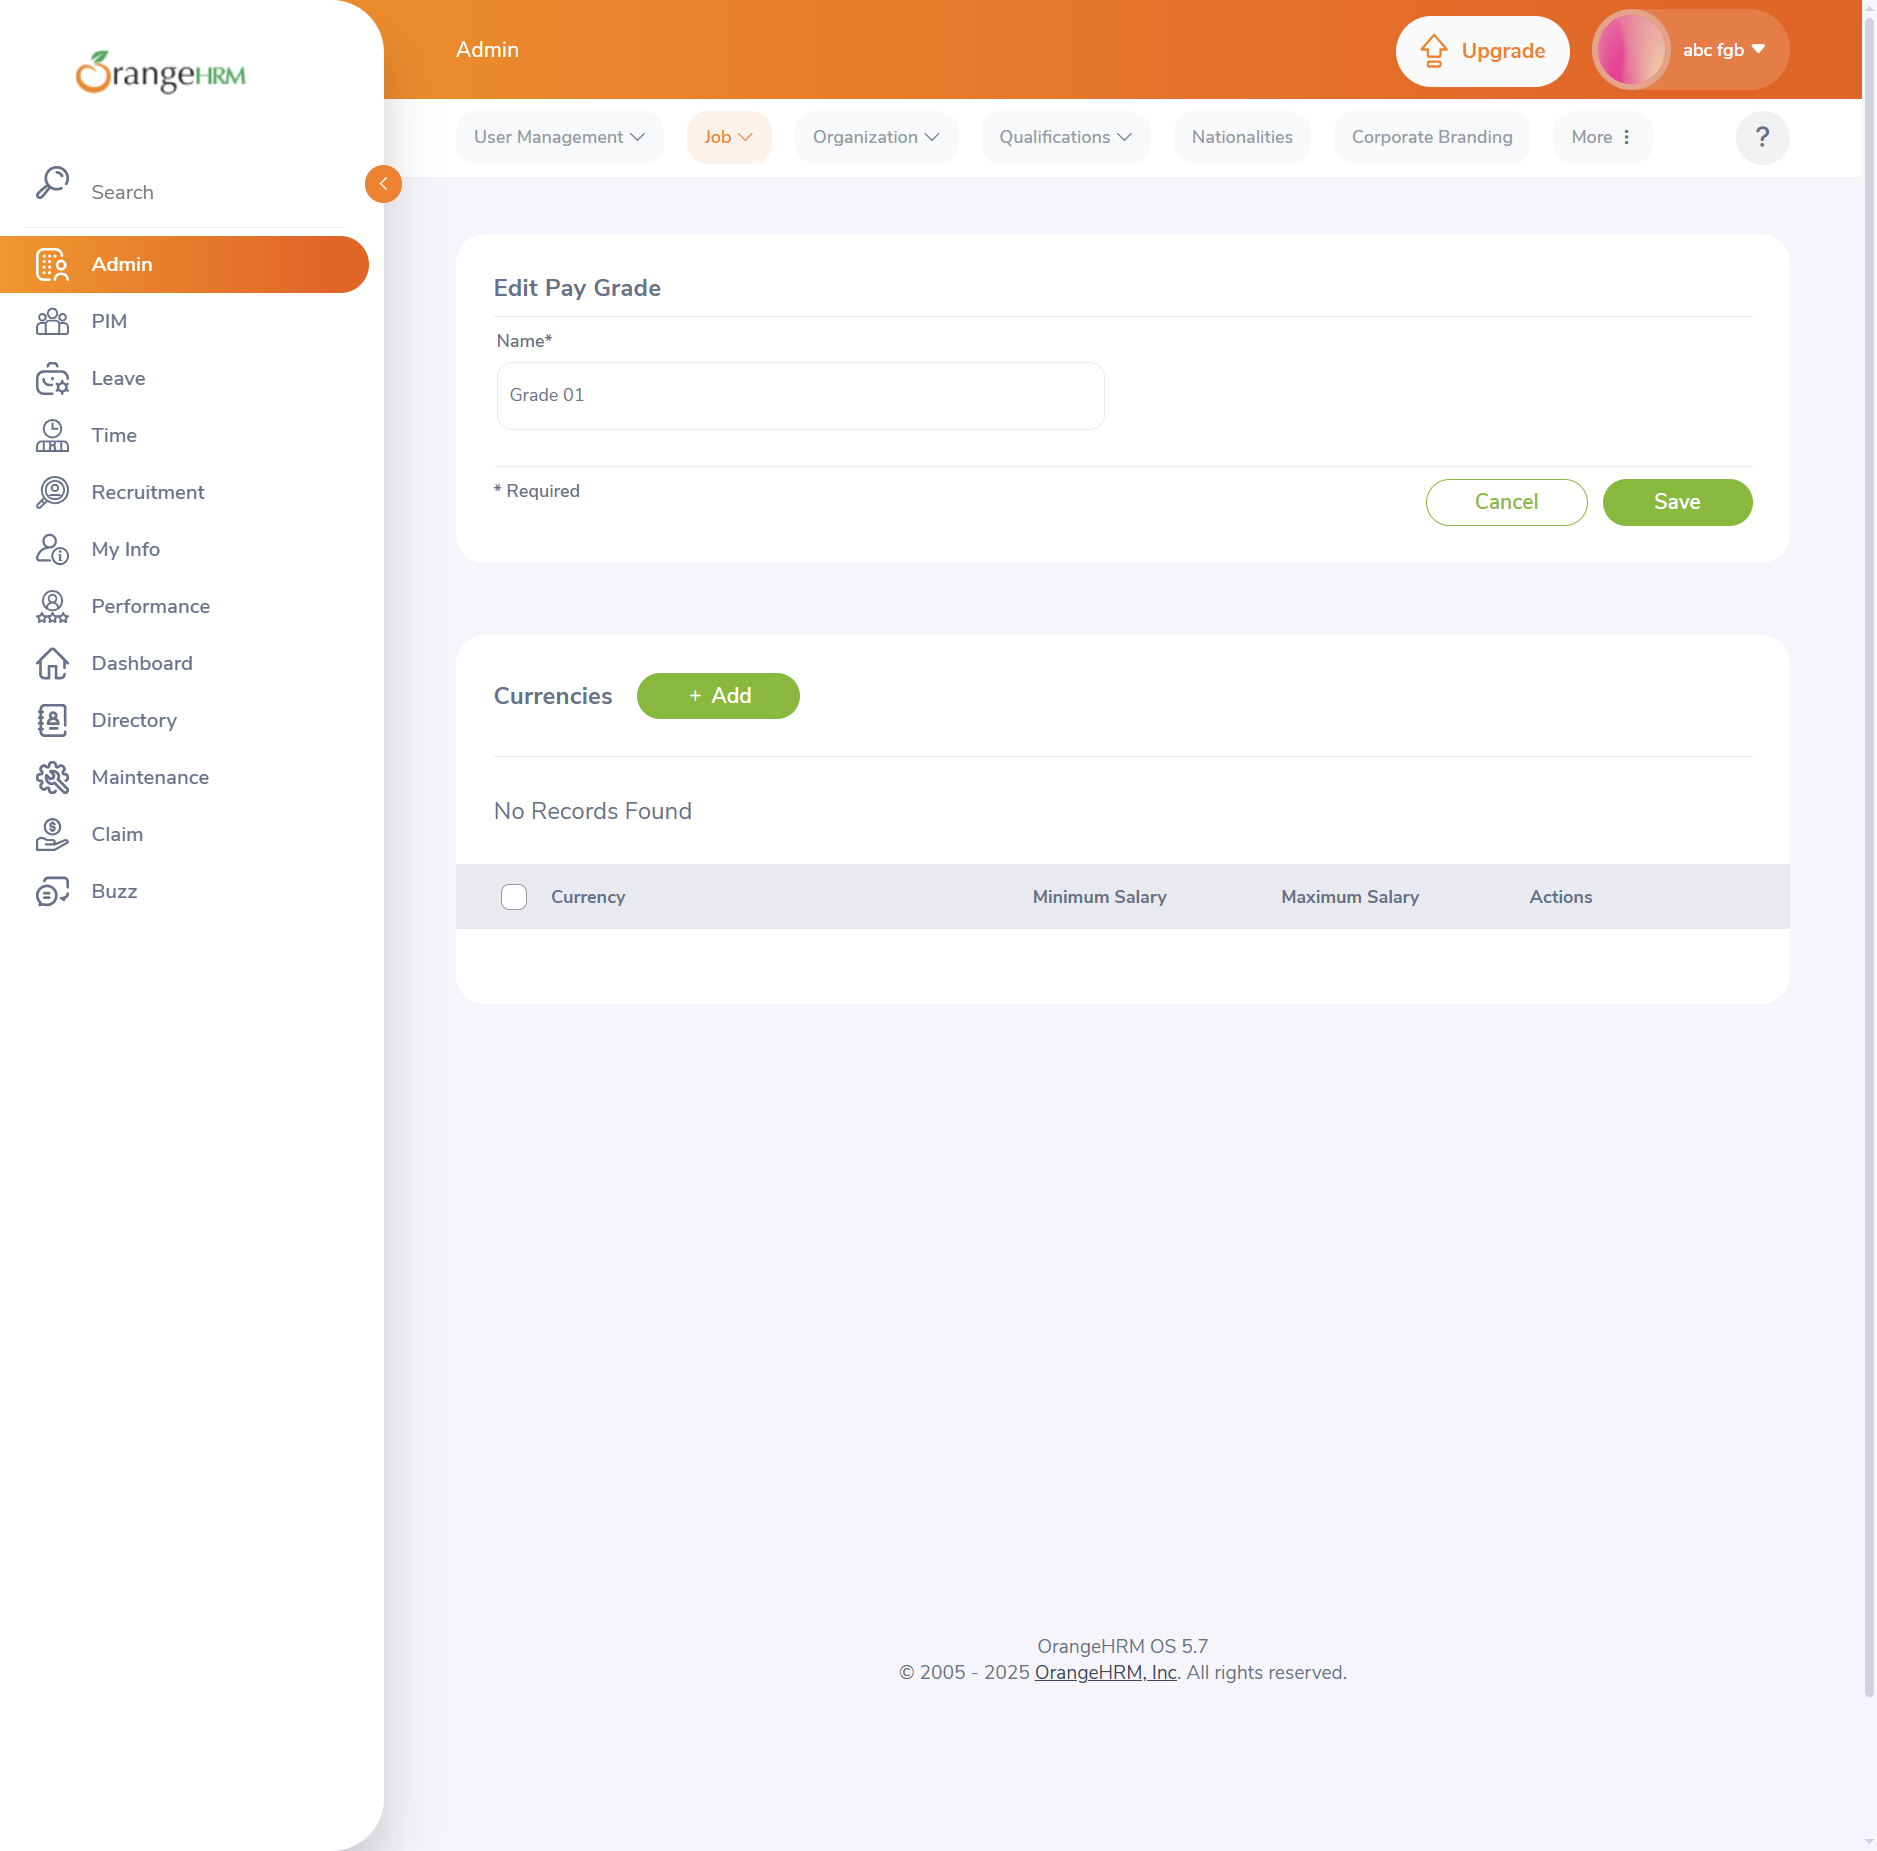 OrangeHRM
Search
Admin
PIM
Leave
Time
Recruitment
My Info
Performance
Dashboard
Directory
Maintenance
Claim
Buzz
Admin
Upgrade
abc fgb
User Management
Job
Organization
Qualifications
Nationalities
Corporate Branding
More
?
Edit Pay Grade
Name*
Grade 01
* Required
Cancel
Save
Currencies
+ Add
No Records Found
Currency Minimum Salary Maximum Salary Actions
OrangeHRM OS 5.7
© 2005 - 2025 OrangeHRM, Inc. All rights reserved.